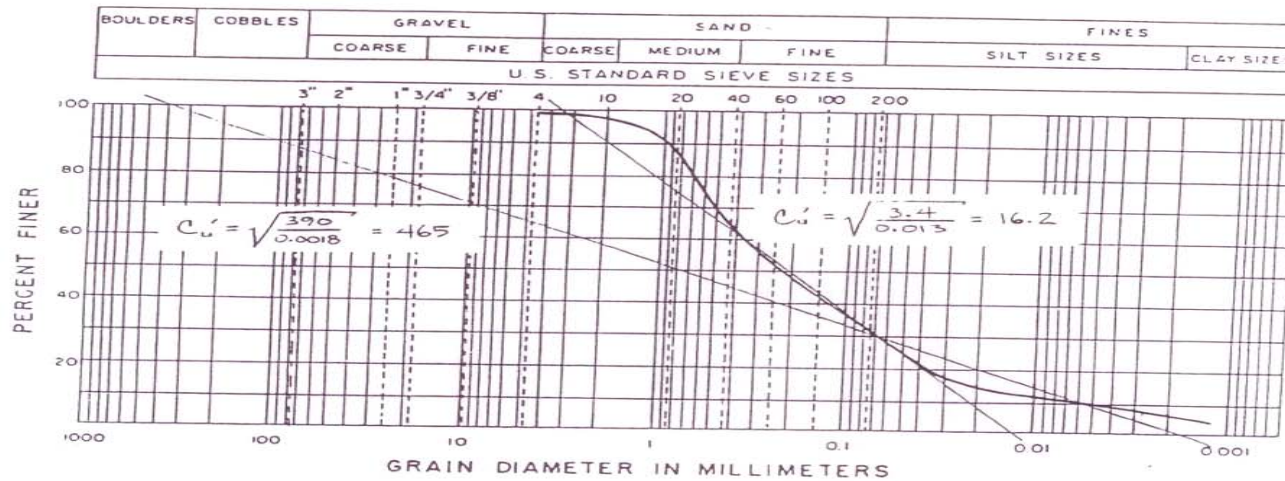 BOULDERS COBBLES GRAVEL SAND FINES
COARSE FINE COARSE MEDIUM FINE SILT SIZES CLAY SIZE
U.S. STANDARD SIEVE SIZES
3" 2" 1" 3/4" 3/8" 4 10 20 40 60 100 200
100
80
60
40
20
PERCENT FINER
Cu' = √390/0.0018 = 465
Cu' = √3.4/0.013 = 16.2
1000 100 10 1 0.1 0.01 0.001
GRAIN DIAMETER IN MILLIMETERS